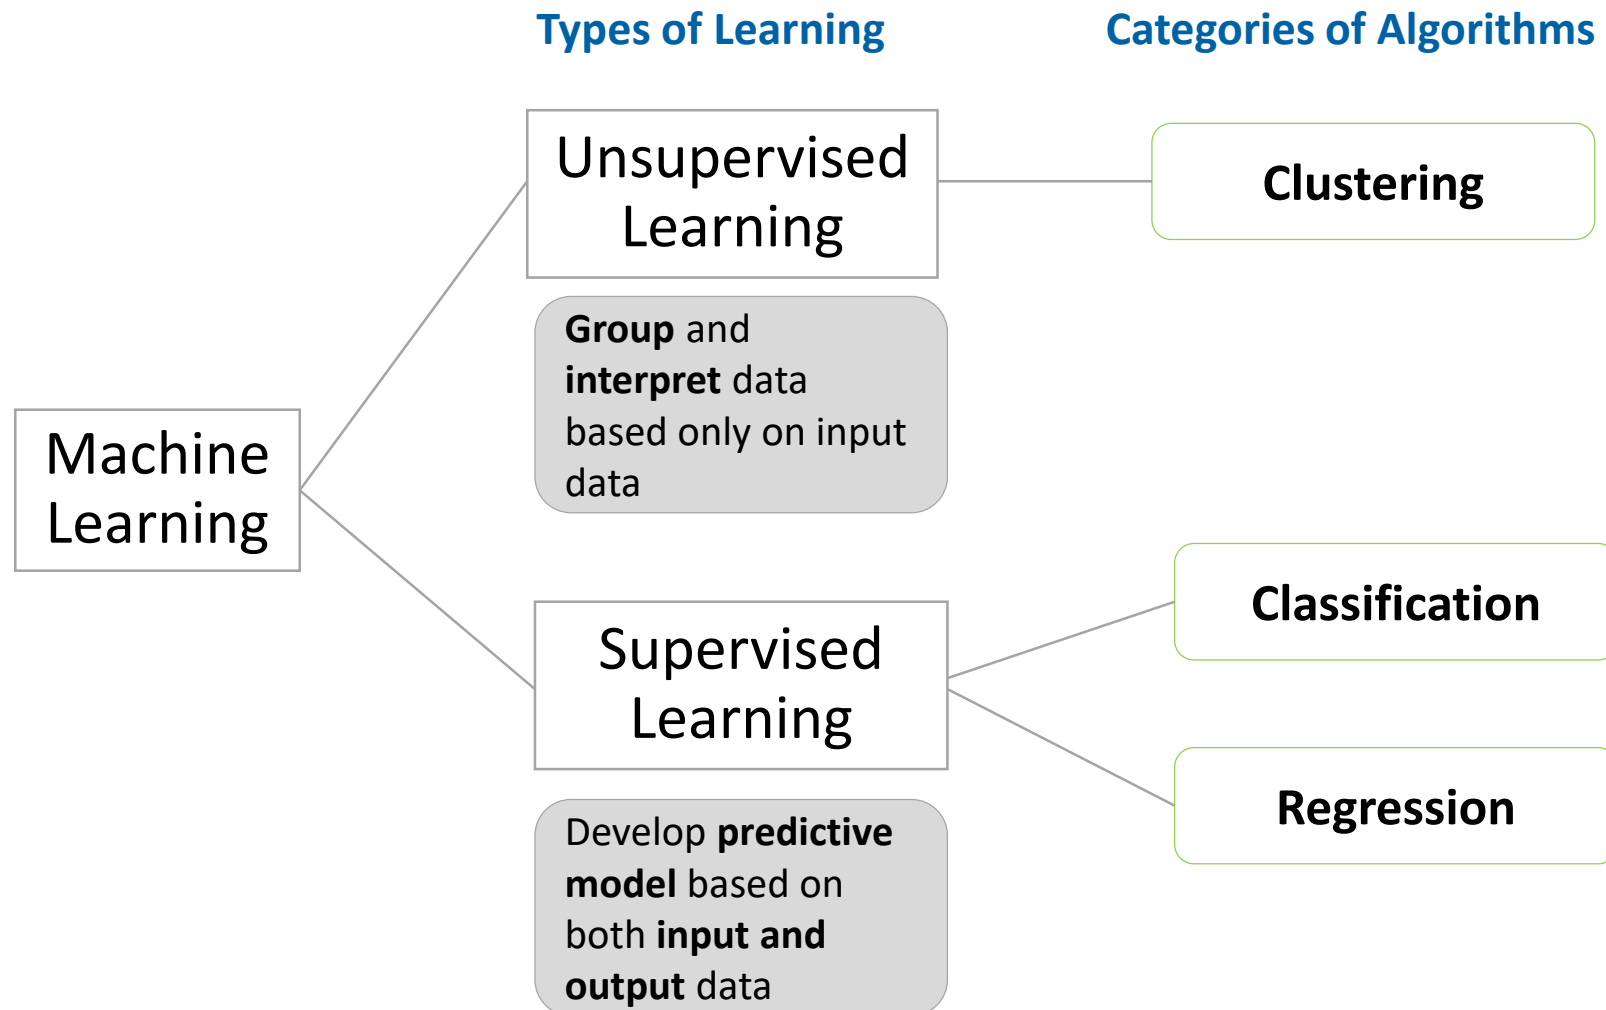 Types of Learning
Categories of Algorithms
Unsupervised
Learning
Clustering
Group and
interpret data
based only on input
data
Machine
Learning
Supervised
Learning
Classification
Regression
Develop predictive
model based on
both input and
output data